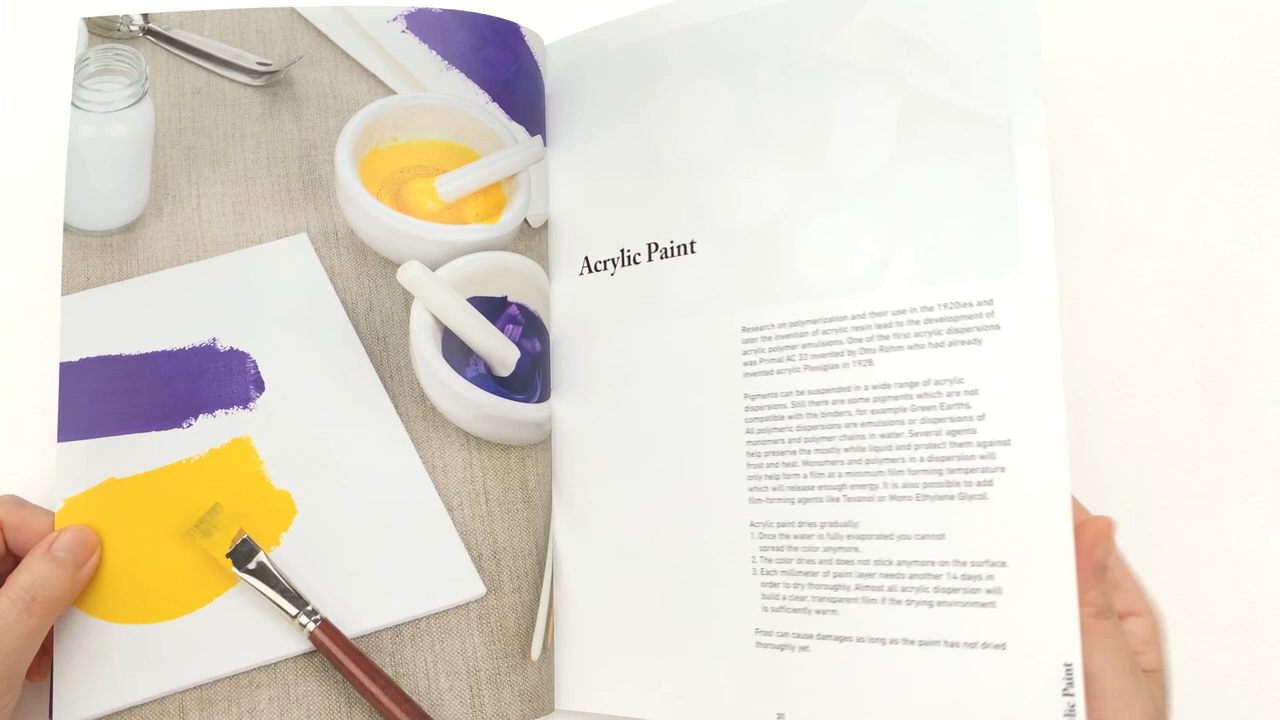 Acrylic Paint
Research on polymerization and their use in the 1920ies and
later the invention of acrylic resin lead to the development of
acrylic polymer emulsions. One of the first acrylic dispersions
was Primal AC 33 invented by Otto Röhm who had already
invented acrylic Plexiglas in 1928.
Pigments can be suspended in a wide range of acrylic
dispersions. Still there are some pigments which are not
compatible with the binders, for example Green Earths.
All polymeric dispersions are emulsions or dispersions of
monomers and polymer chains in water. Several agents
help preserve the mostly white liquid and protect them against
frost and heat. Monomers and polymers in a dispersion will
only help form a film at a minimum film forming temperature
which will release enough energy. It is also possible to add
film-forming agents like Texanol or Mono Ethylene Glycol.
Acrylic paint dries gradually:
1. Once the water is fully evaporated you cannot
spread the color anymore.
2. The color dries and does not stick anymore on the surface.
3. Each millimeter of paint layer needs another 14 days in
order to dry thoroughly. Almost all acrylic dispersion will
build a clear, transparent film if the drying environment
is sufficiently warm.
Frost can cause damages as long as the paint has not dried
thoroughly yet.
lic Paint